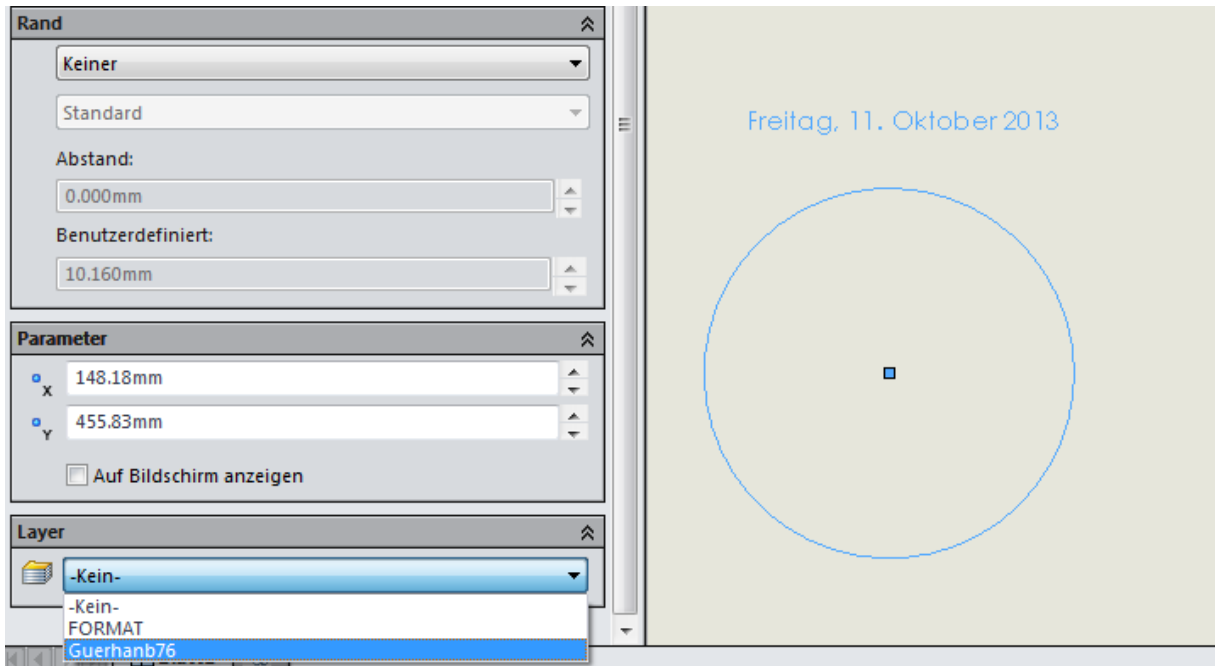 Rand
Keiner
Standard
Abstand:
0.000mm
Benutzerdefiniert:
10.160mm
Parameter
X 148.18mm
Y 455.83mm
Auf Bildschirm anzeigen
Layer
-Kein-
-Kein-
FORMAT
Guerhanb76
Freitag, 11. Oktober 2013